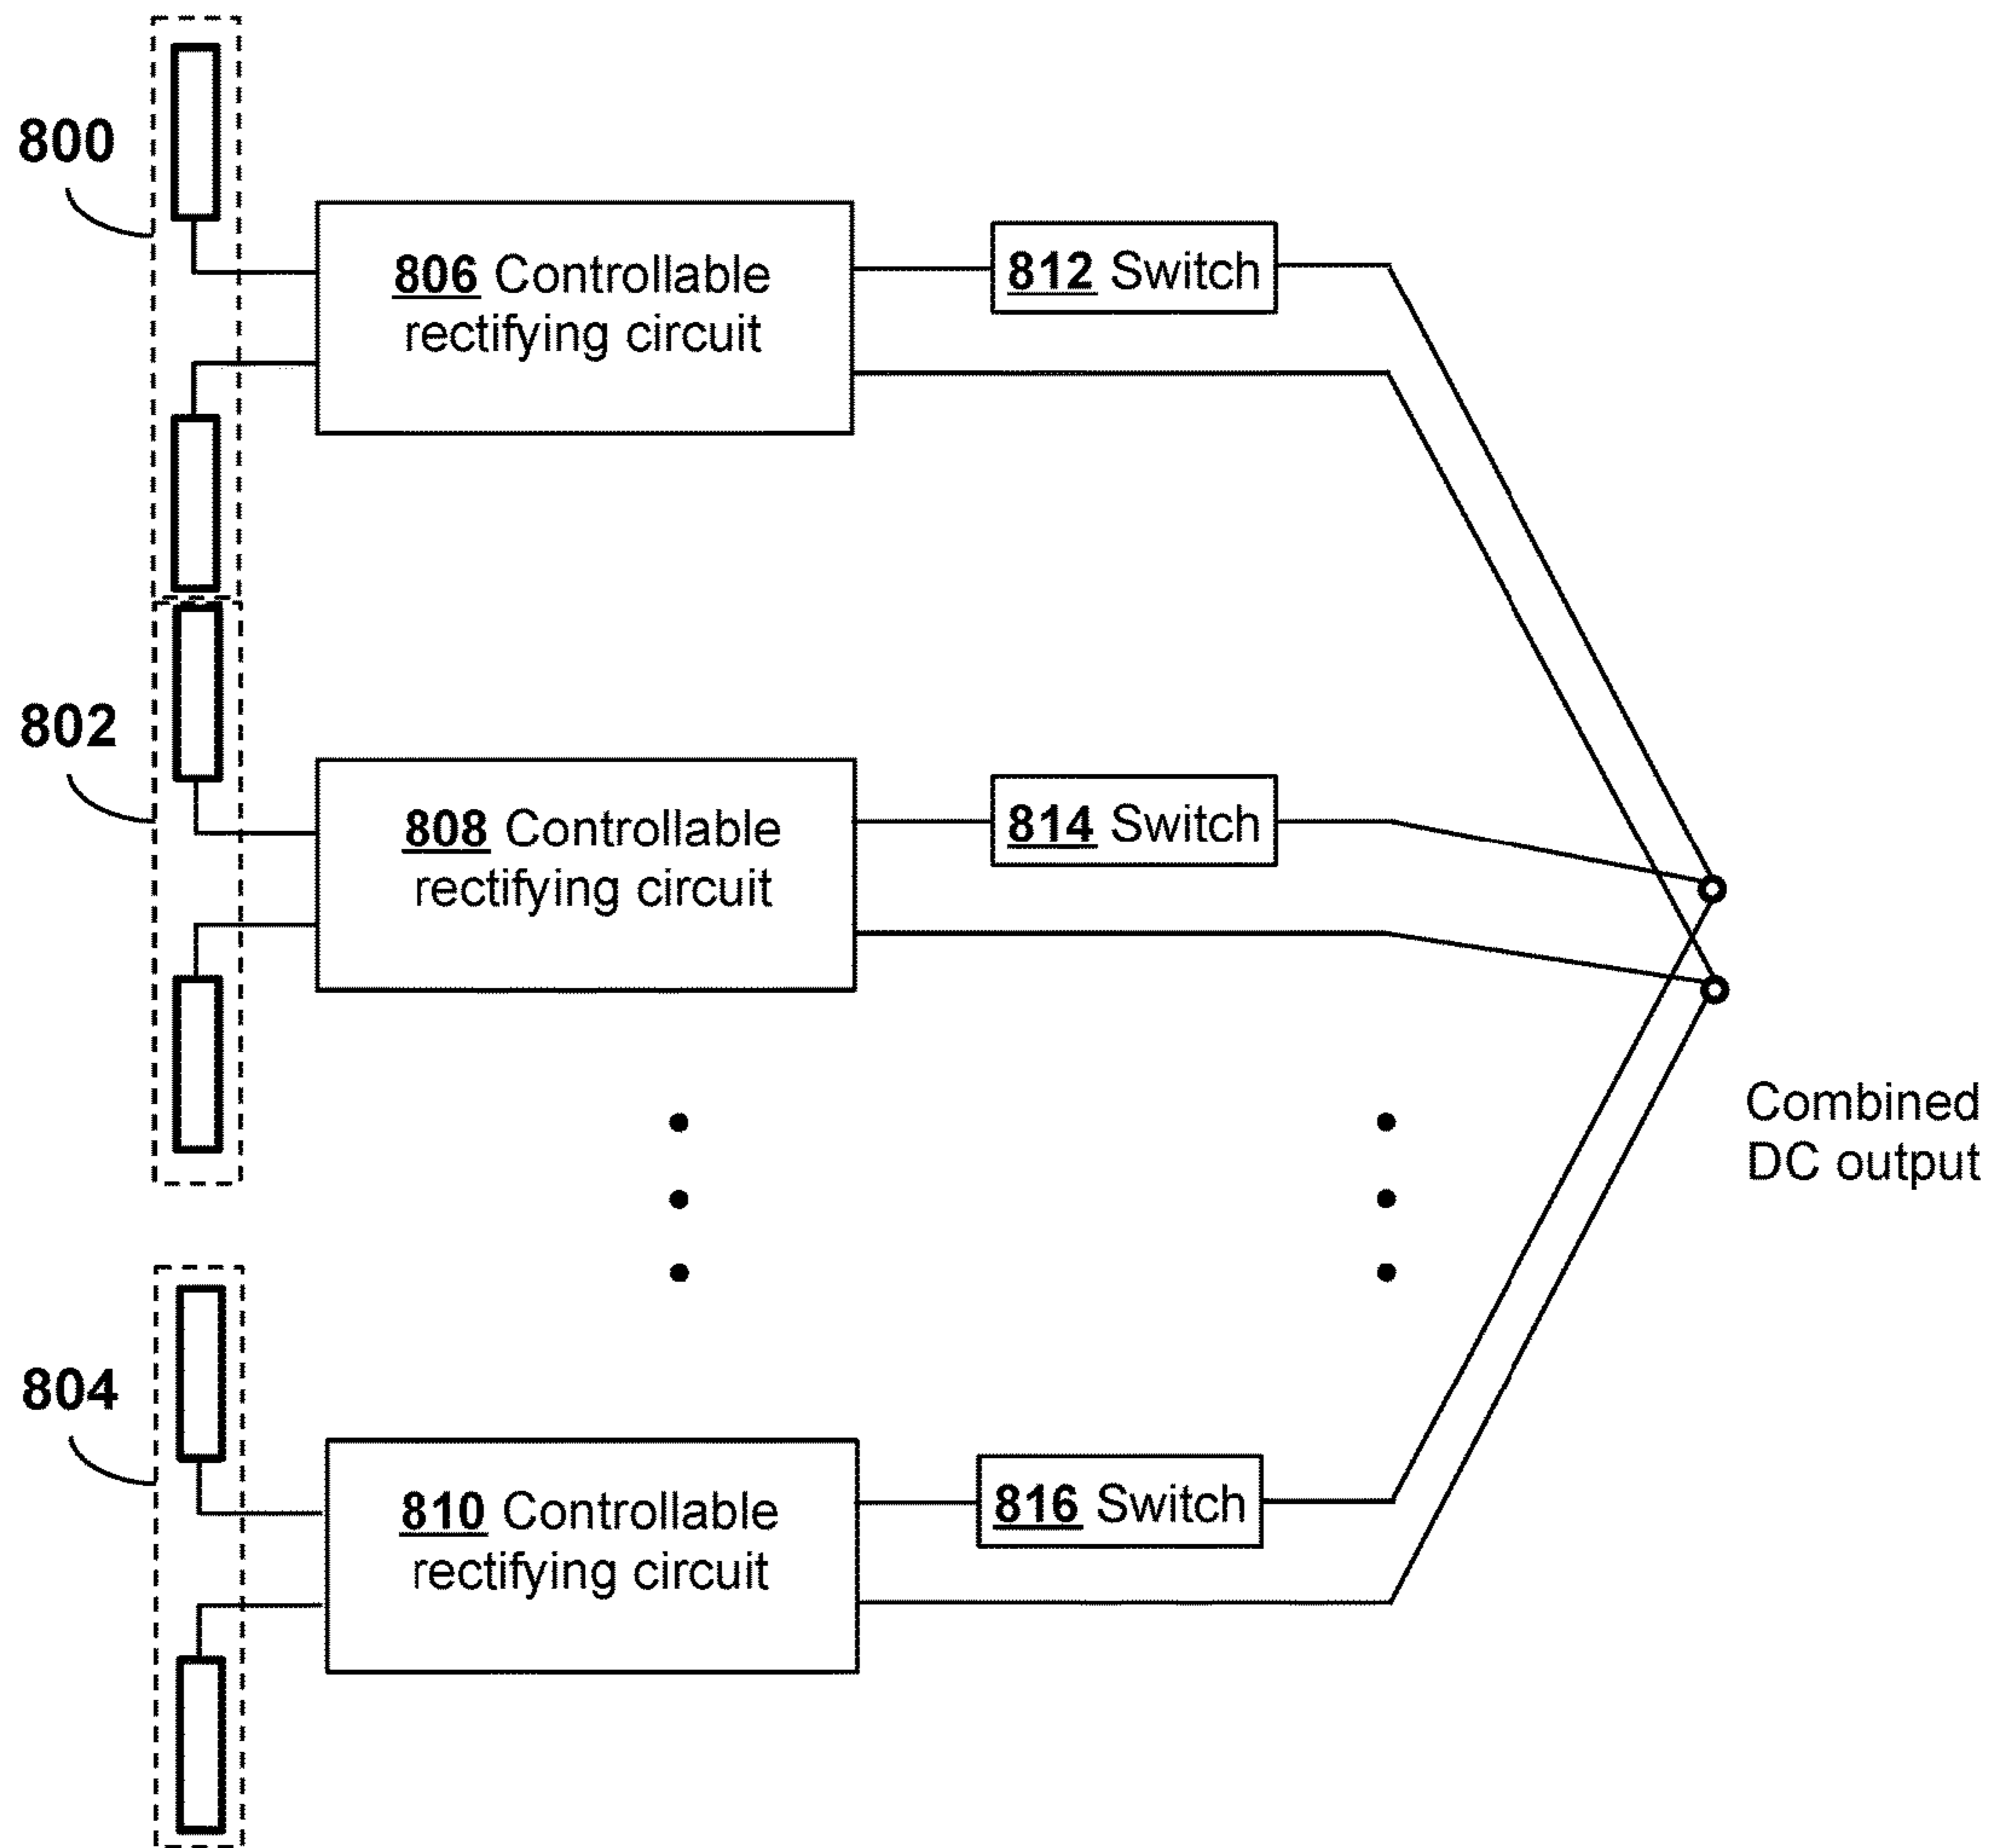 800
806 Controllable
rectifying circuit
812 Switch
802
808 Controllable
rectifying circuit
814 Switch
Combined
DC output
804
810 Controllable
rectifying circuit
816 Switch